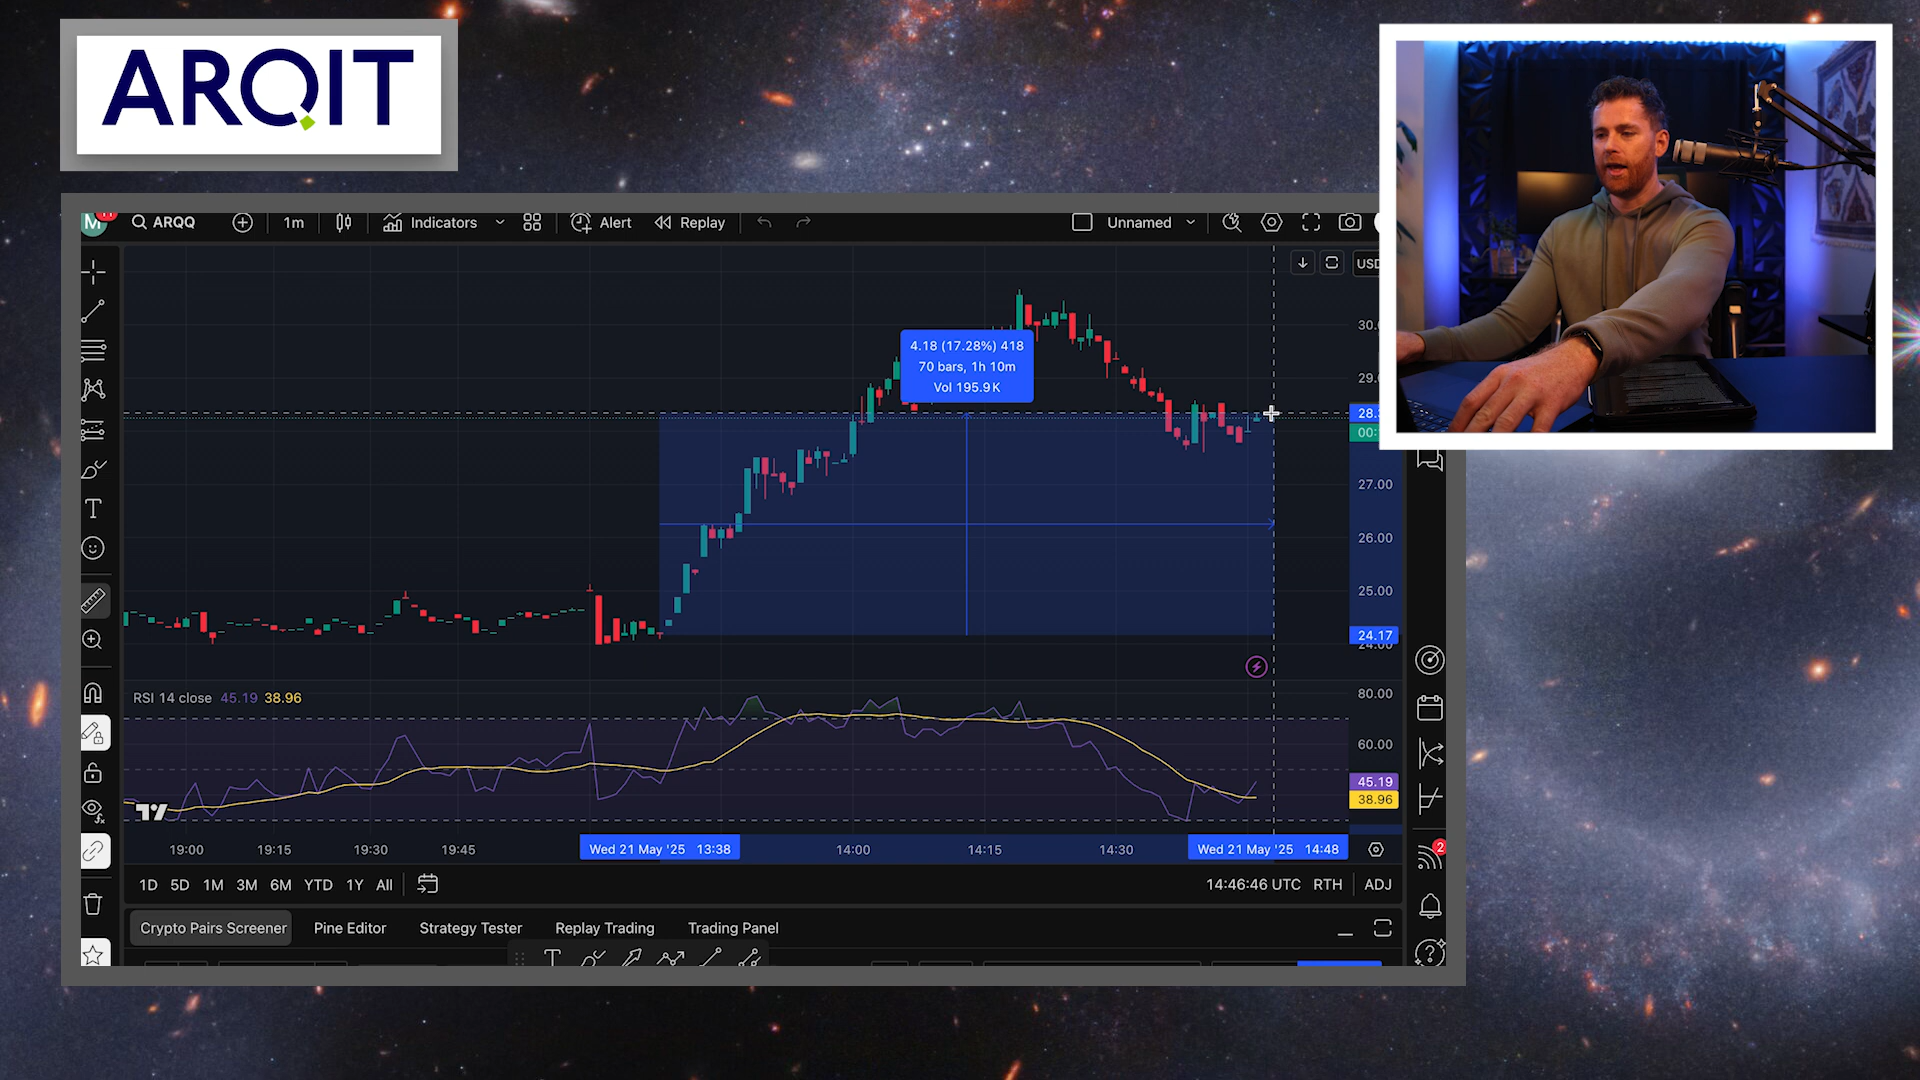 ARQIT
M
ARQQ
1m
Indicators
Alert
Replay
Unnamed
USD
4.18 (17.28%) 418
70 bars, 1h 10m
Vol 195.9 K
27.00
26.00
25.00
24.17
24.00
RSI 14 close 45.19 38.96
80.00
60.00
45.19
38.96
19:00
19:15
19:30
19:45
Wed 21 May '25 13:38
14:00
14:15
14:30
Wed 21 May '25 14:48
1D 5D 1M 3M 6M YTD 1Y All
14:46:46 UTC RTH ADJ
2
Crypto Pairs Screener Pine Editor Strategy Tester Replay Trading Trading Panel